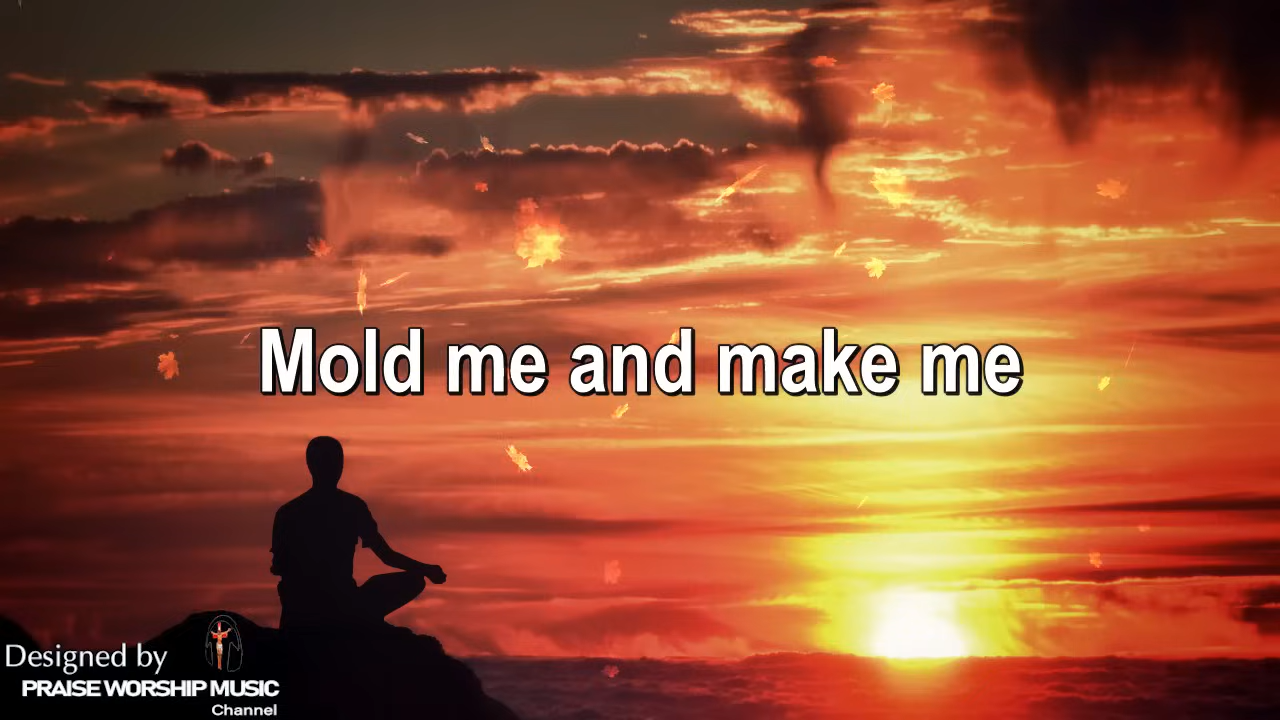 Mold me and make me
Designed by
PRAISE WORSHIP MUSIC
Channel